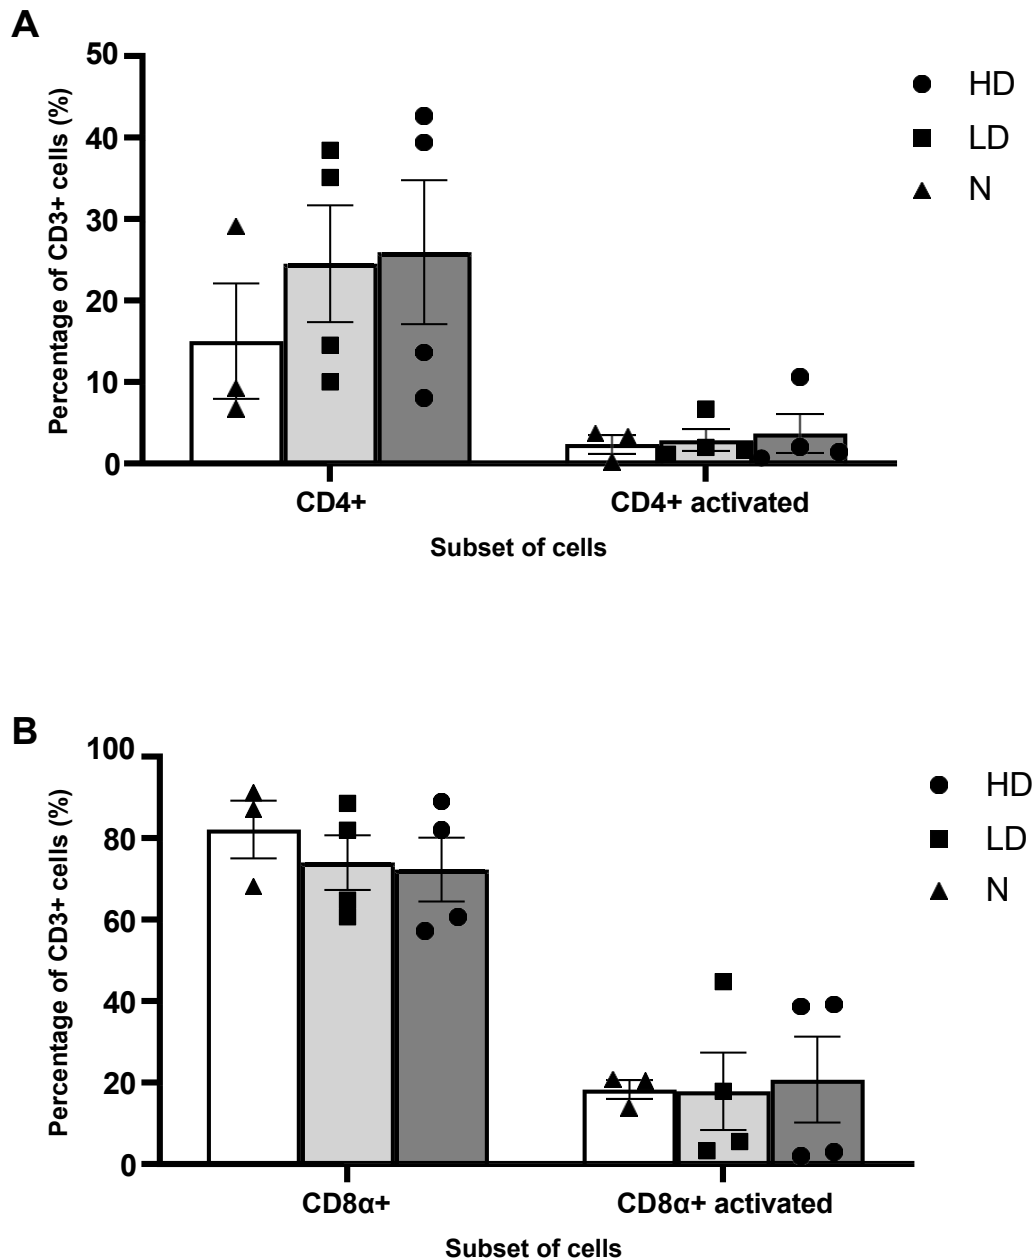 A
Percentage of CD3+ cells (%)
50
40
30
20
10
0
CD4+
CD4+ activated
Subset of cells
HD
LD
N
B
Percentage of CD3+ cells (%)
100
80
60
40
20
0
CD8α+
CD8α+ activated
Subset of cells
HD
LD
N